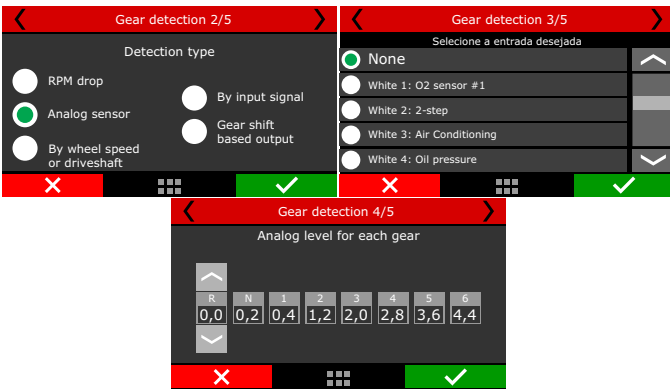 Gear detection 2/5
Detection type
RPM drop
Analog sensor
By wheel speed
or driveshaft
By input signal
Gear shift
based output
Gear detection 3/5
Selecione a entrada desejada
None
White 1: O2 sensor #1
White 2: 2-step
White 3: Air Conditioning
White 4: Oil pressure
Gear detection 4/5
Analog level for each gear
R N 1 2 3 4 5 6
0,0 0,2 0,4 1,2 2,0 2,8 3,6 4,4